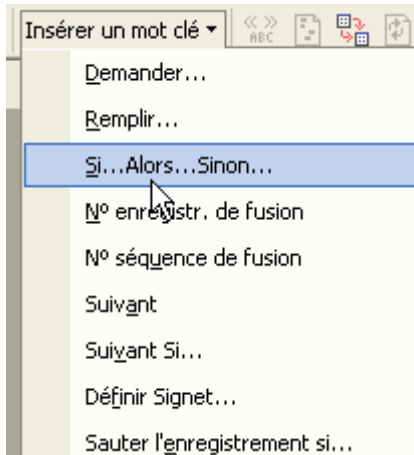 Insérer un mot clé
« » ABC
Demander...
Remplir...
Si...Alors...Sinon...
Nº enregistr. de fusion
Nº séquence de fusion
Suivant
Suivant Si...
Définir Signet...
Sauter l'enregistrement si...